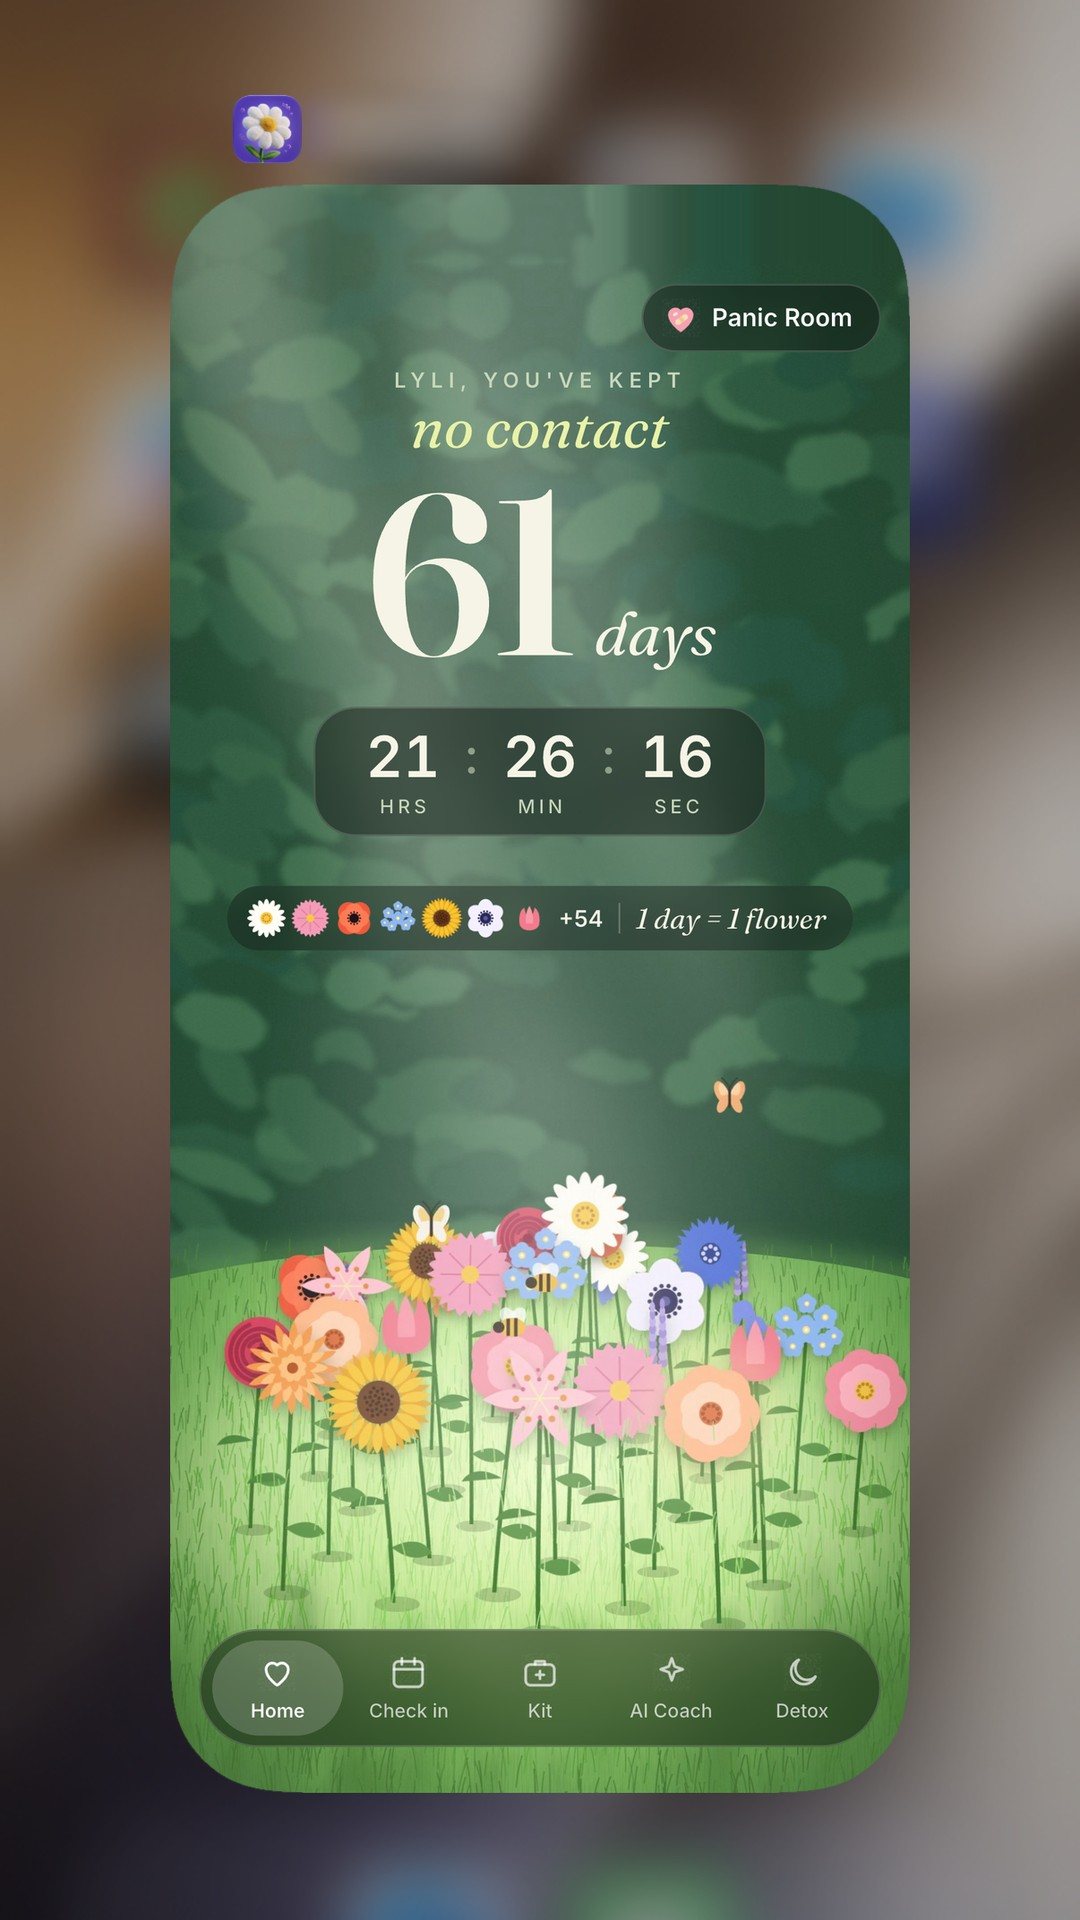 Panic Room
LYLI, YOU'VE KEPT
no contact
61 days
21 : 26 : 16
HRS MIN SEC
+54 1 day = 1 flower
Home Check in Kit AI Coach Detox